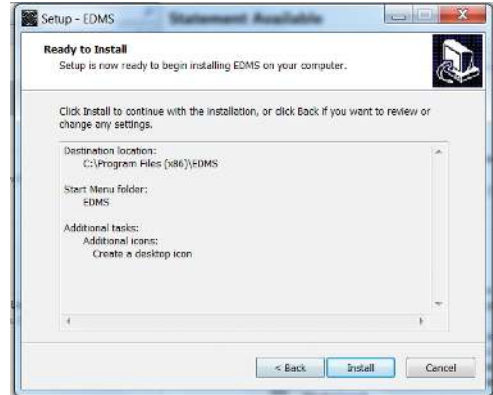 Setup - EDMS
Statement Available
Ready to Install
Setup is now ready to begin installing EDMS on your computer.
Click Install to continue with the installation, or click Back if you want to review or
change any settings.
Destination location:
C:\Program Files (x86)\EDMS
Start Menu folder:
EDMS
Additional tasks:
Additional icons:
Create a desktop icon
< Back
Install
Cancel